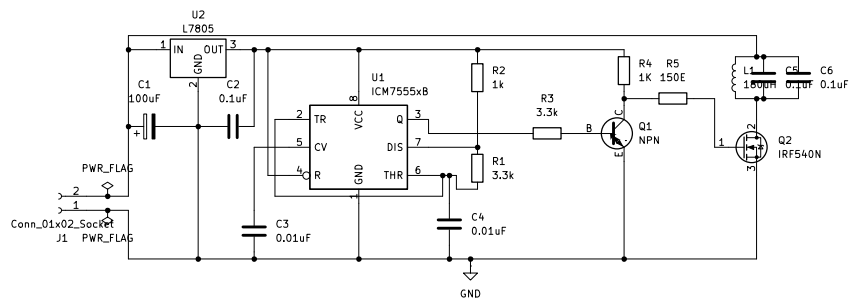 U2
L7805
1
IN
OUT
3
GND
2
C1
100uF
+
C2
0.1uF
U1
ICM7555xB
8
VCC
2
TR
Q
3
5
CV
DIS
7
4
R
THR
6
GND
1
R2
1k
R1
3.3k
R3
3.3k
R4
1K
R5
150E
B
C
E
Q1
NPN
L1
180uH
C5
0.1uF
C6
0.1uF
1
2
3
Q2
IRF540N
PWR_FLAG
2
1
Conn_01x02_Socket
J1
PWR_FLAG
C3
0.01uF
C4
0.01uF
GND